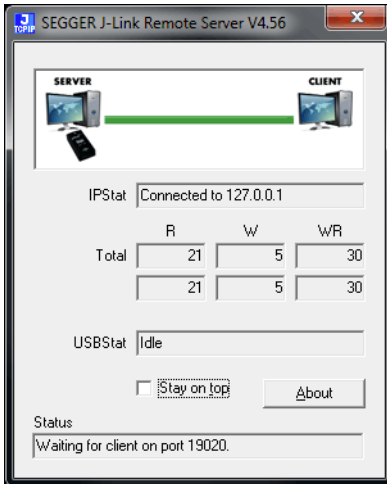 J
TCPIP
SEGGER J-Link Remote Server V4.56
SERVER CLIENT
IPStat Connected to 127.0.0.1
R W WR
Total 21 5 30
21 5 30
USBStat Idle
Stay on top About
Status
Waiting for client on port 19020.